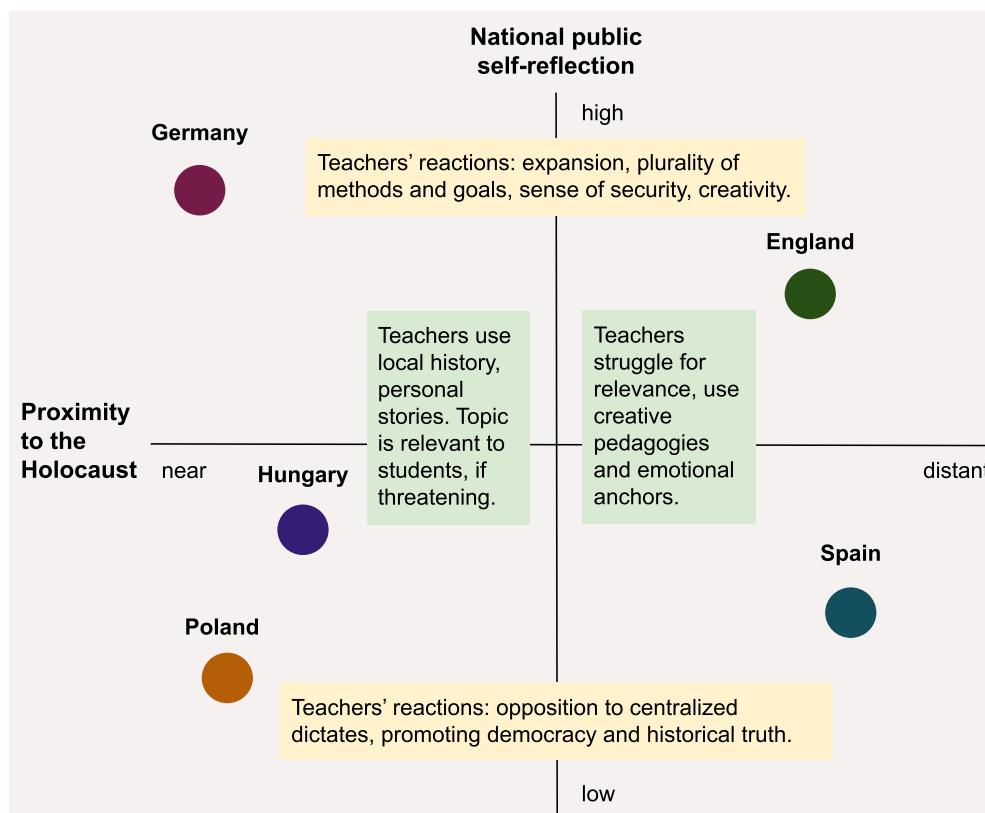 National public
self-reflection
high
Germany
Teachers’ reactions: expansion, plurality of
methods and goals, sense of security, creativity.
England
Teachers use
local history,
personal
stories. Topic
is relevant to
students, if
threatening.
Teachers
struggle for
relevance, use
creative
pedagogies
and emotional
anchors.
Proximity
to the
Holocaust
near
distant
Hungary
Spain
Poland
Teachers’ reactions: opposition to centralized
dictates, promoting democracy and historical truth.
low